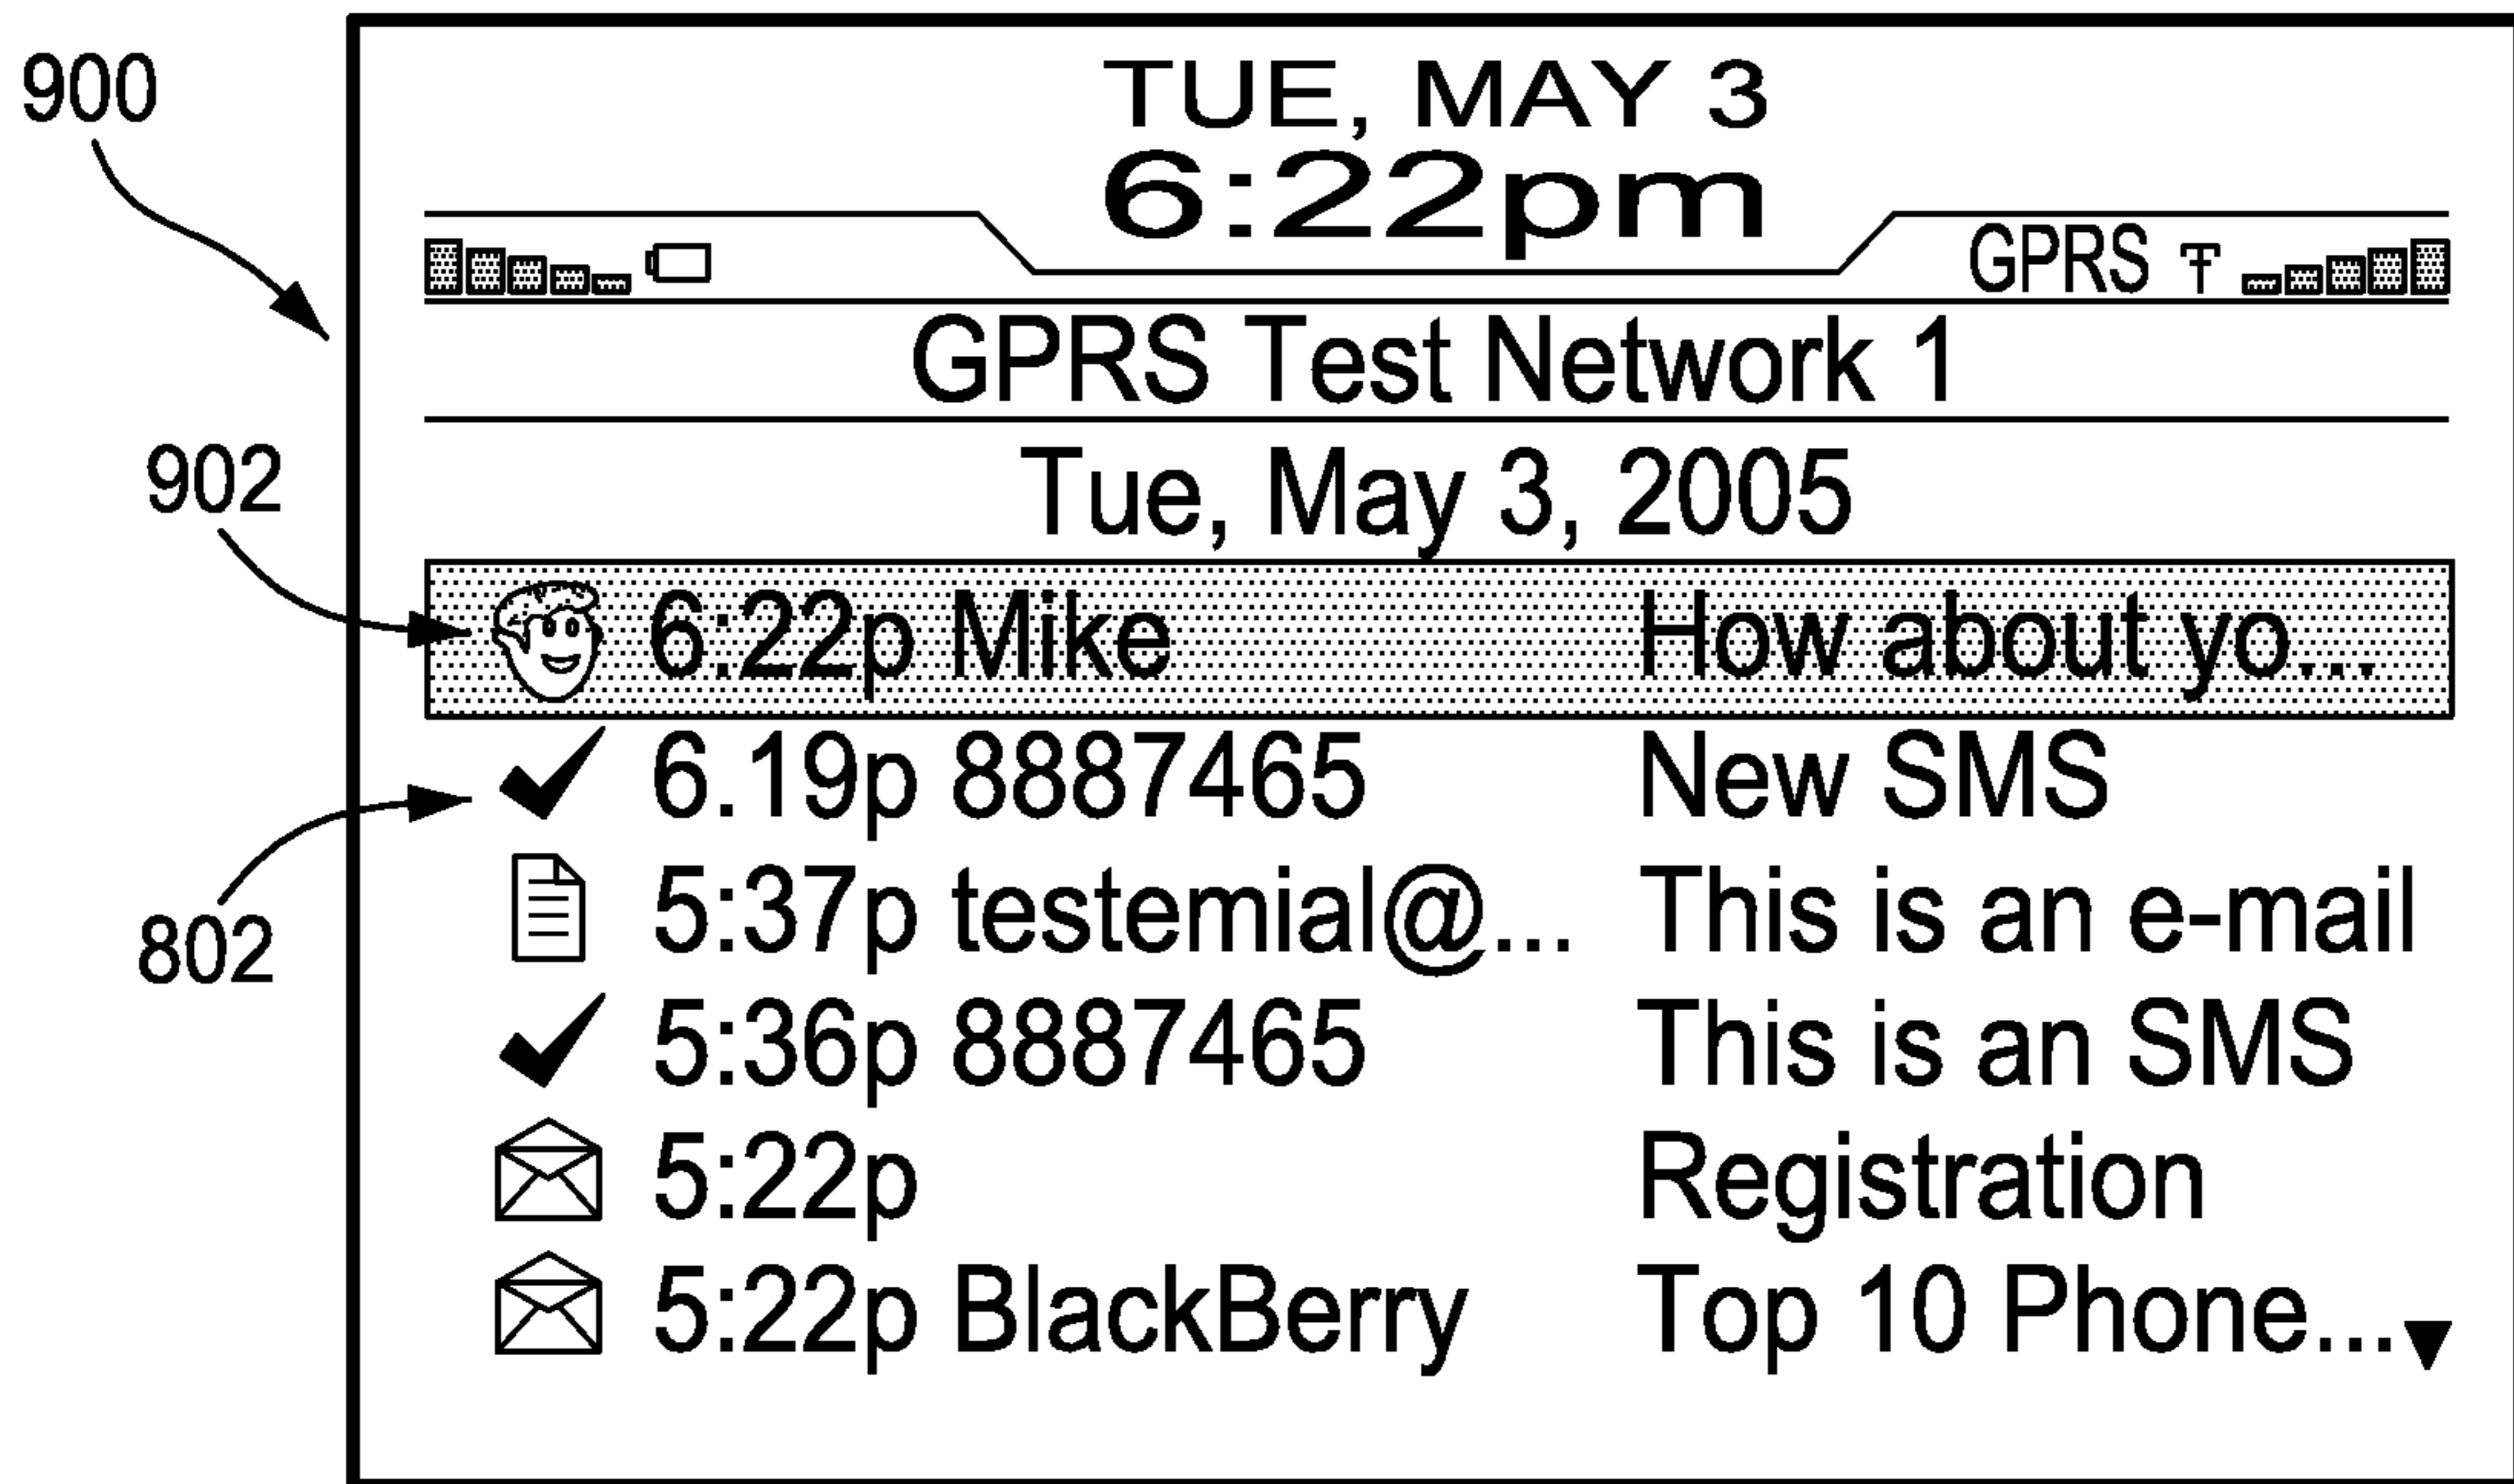 900
TUE, MAY 3
6:22pm
GPRS
GPRS Test Network 1
902
Tue, May 3, 2005
6:22p Mike How about yo...
6.19p 8887465 New SMS
802
5:37p testemial@... This is an e-mail
5:36p 8887465 This is an SMS
5:22p Registration
5:22p BlackBerry Top 10 Phone...